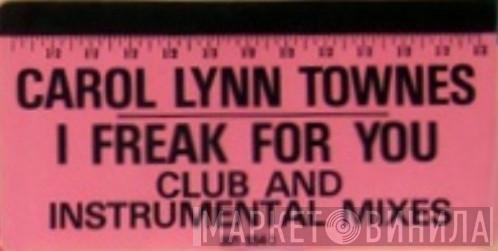 CAROL LYNN TOWNES
I FREAK FOR YOU
CLUB AND
INSTRUMENTAL MIXES
МАРКЕТ ВИНИЛА